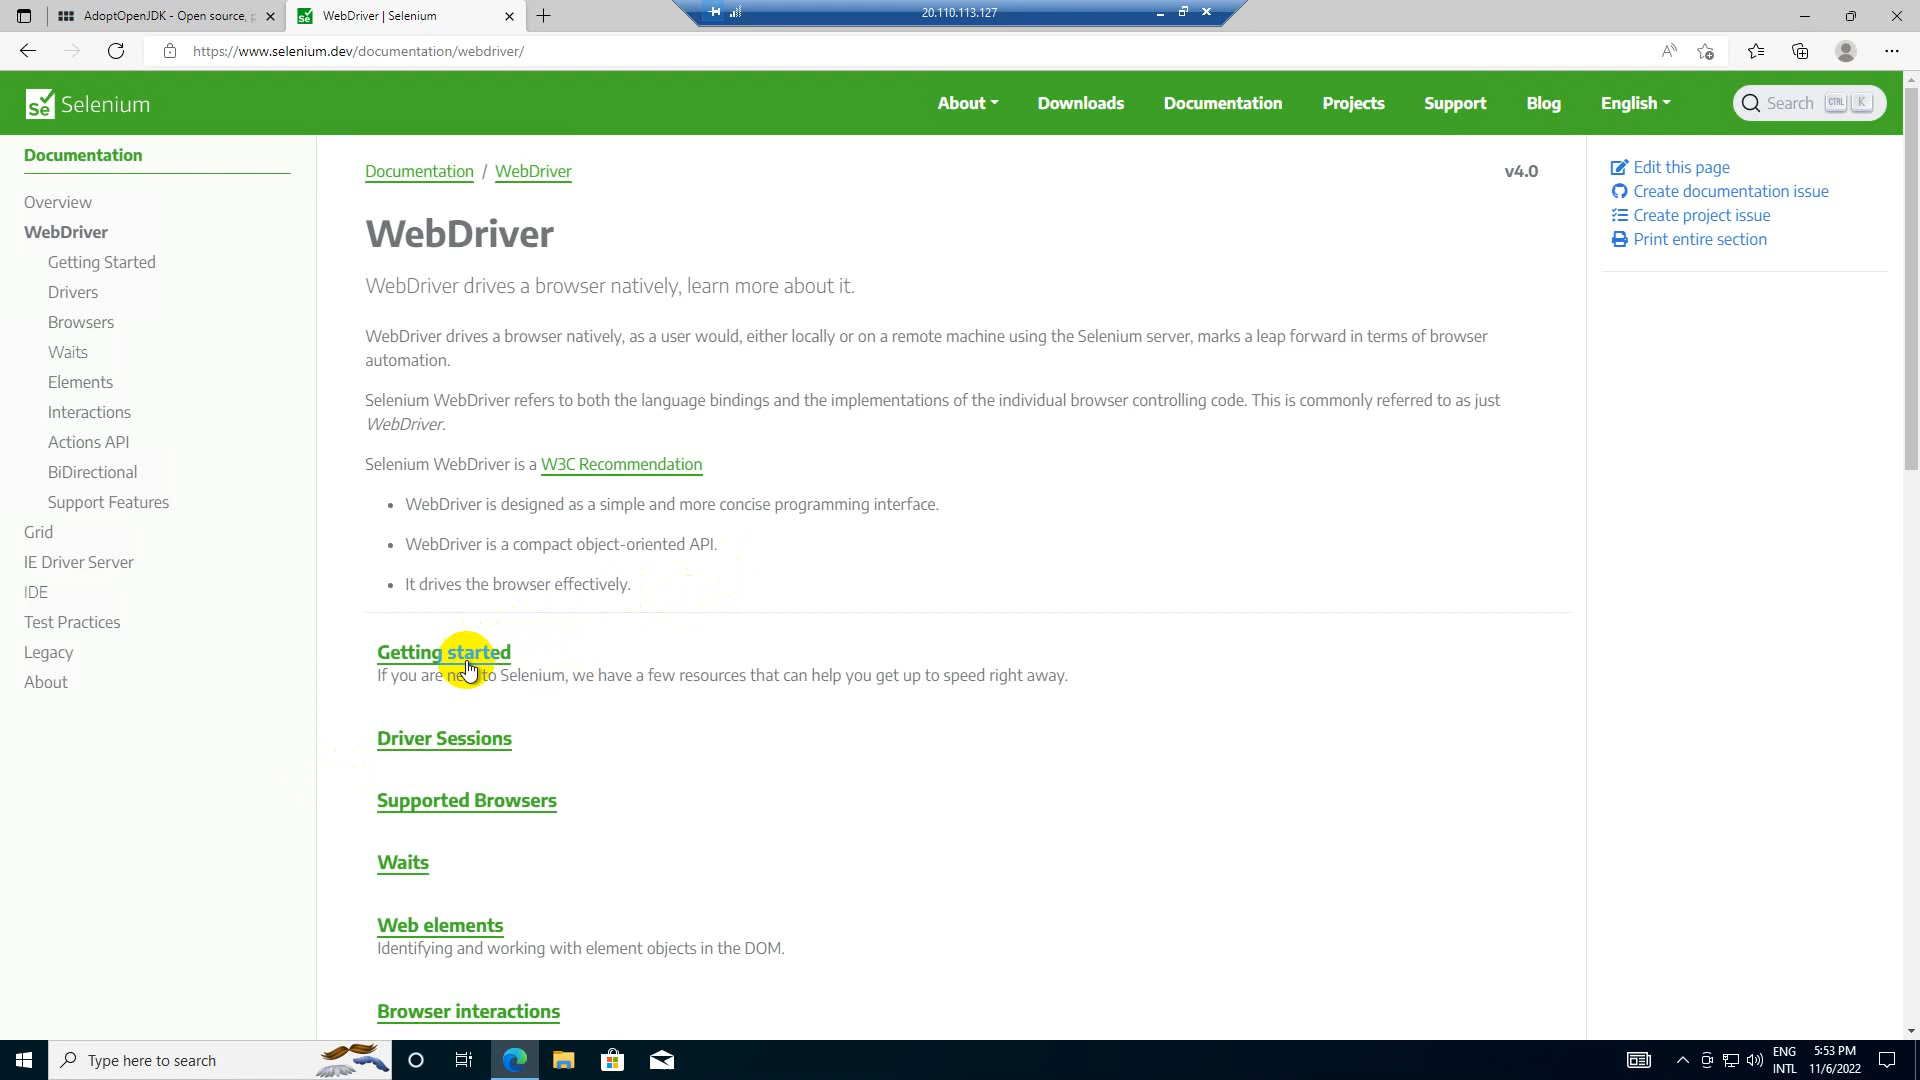 AdoptOpenJDK - Open source, p
WebDriver | Selenium
20.110.113.127
https://www.selenium.dev/documentation/webdriver/
Se Selenium
About
Downloads
Documentation
Projects
Support
Blog
English
Search CTRL K
Documentation
Overview
WebDriver
Getting Started
Drivers
Browsers
Waits
Elements
Interactions
Actions API
BiDirectional
Support Features
Grid
IE Driver Server
IDE
Test Practices
Legacy
About
Documentation / WebDriver
v4.0
WebDriver
WebDriver drives a browser natively, learn more about it.
WebDriver drives a browser natively, as a user would, either locally or on a remote machine using the Selenium server, marks a leap forward in terms of browser
automation.
Selenium WebDriver refers to both the language bindings and the implementations of the individual browser controlling code. This is commonly referred to as just
WebDriver.
Selenium WebDriver is a W3C Recommendation
• WebDriver is designed as a simple and more concise programming interface.
• WebDriver is a compact object-oriented API.
• It drives the browser effectively.
Getting started
If you are new to Selenium, we have a few resources that can help you get up to speed right away.
Driver Sessions
Supported Browsers
Waits
Web elements
Identifying and working with element objects in the DOM.
Browser interactions
Edit this page
Create documentation issue
Create project issue
Print entire section
Type here to search
ENG
INTL
5:53 PM
11/6/2022